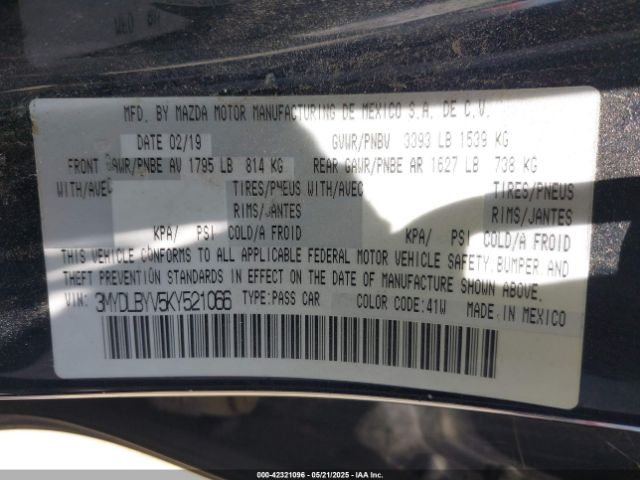 MFD. BY MAZDA MOTOR MANUFACTURING DE MEXICO S.A. DE C.V.
DATE 02/19 GVWR/PNBV 3393 LB 1539 KG
FRONT GAWR/PNBE AV 1795 LB 814 KG REAR GAWR/PNBE AR 1627 LB 738 KG
WITH/AVEC TIRES/PNEUS WITH/AVEC TIRES/PNEUS
RIMS/JANTES RIMS/JANTES
KPA/ PSI COLD/A FROID KPA/ PSI COLD/A FROID
THIS VEHICLE CONFORMS TO ALL APPLICABLE FEDERAL MOTOR VEHICLE SAFETY, BUMPER, AND
THEFT PREVENTION STANDARDS IN EFFECT ON THE DATE OF MANUFACTURE SHOWN ABOVE.
VIN: 3MYDLBYV5KY521066 TYPE:PASS CAR COLOR CODE:41W MADE IN MEXICO
000-42321096 05/21/2025 IAAI.COM